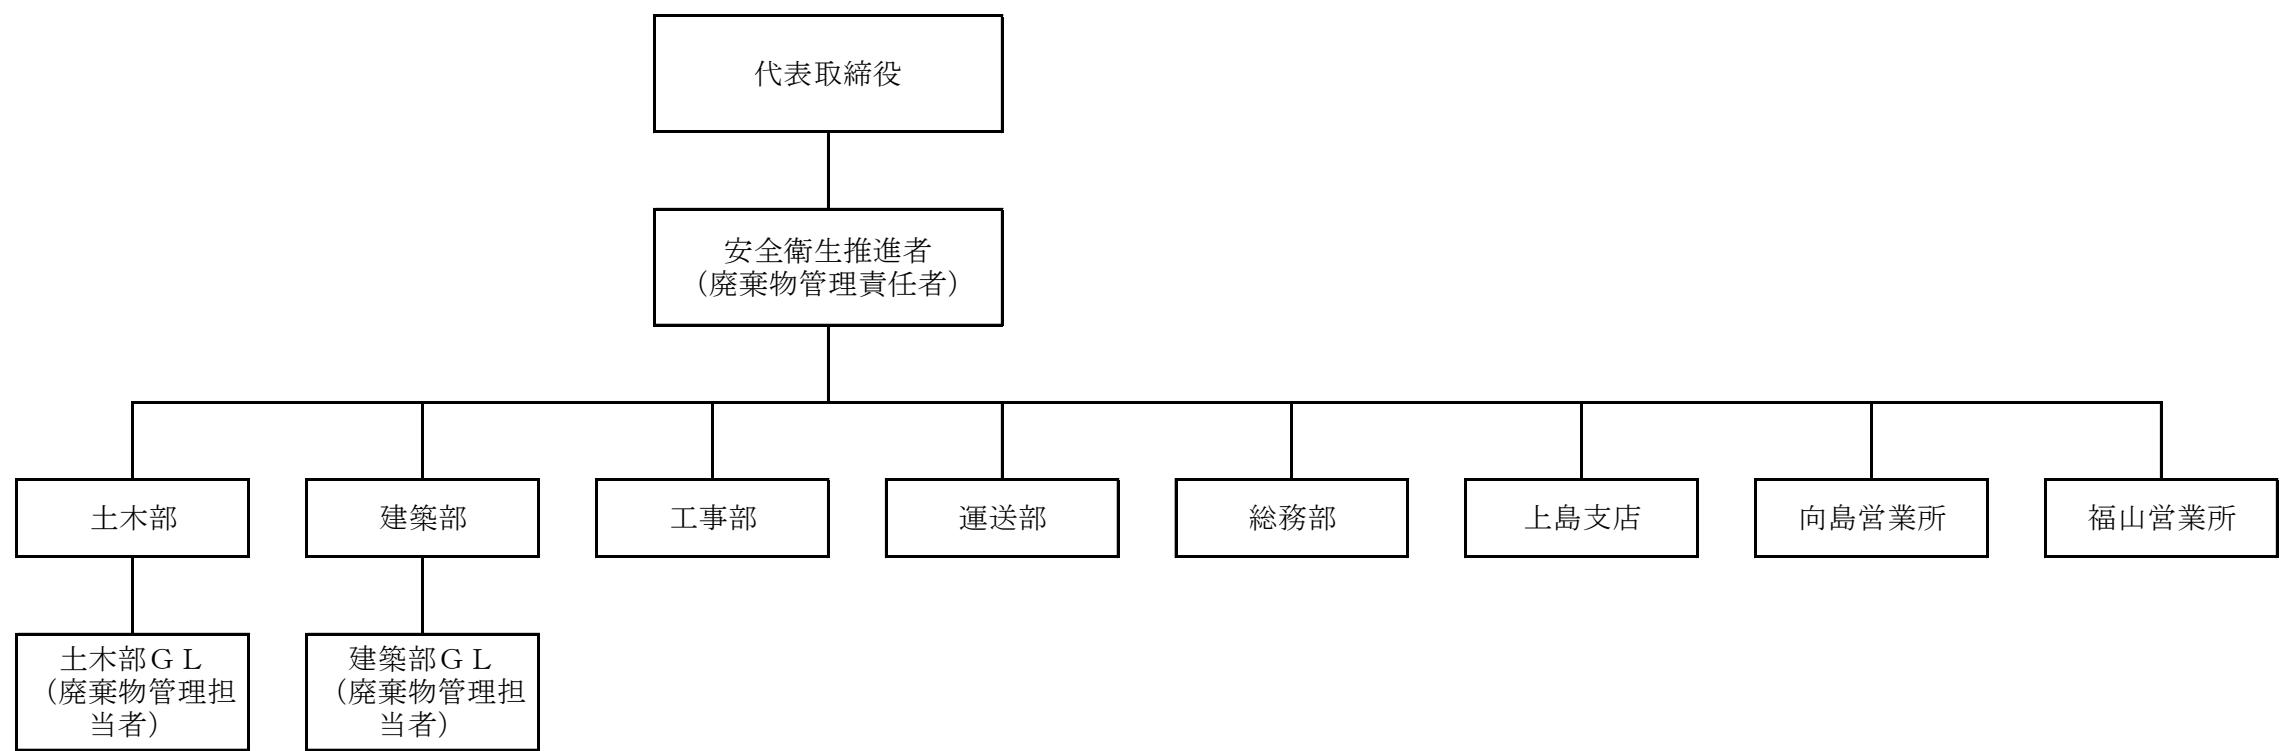 代表取締役
安全衛生推進者
（廃棄物管理責任者）
土木部
建築部
工事部
運送部
総務部
上島支店
向島営業所
福山営業所
土木部ＧＬ
（廃棄物管理担
当者）
建築部ＧＬ
（廃棄物管理担
当者）